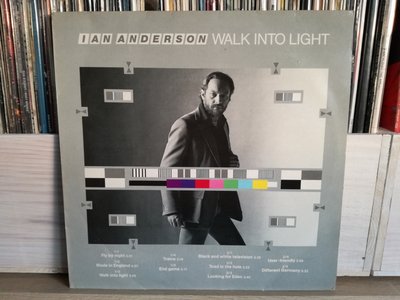 IAN ANDERSON WALK INTO LIGHT
Fly by night
Made in England
Walk into light
Trains
End game
Black and white television
Toad in the hole
Looking for Eden
User-friendly
Different Germany